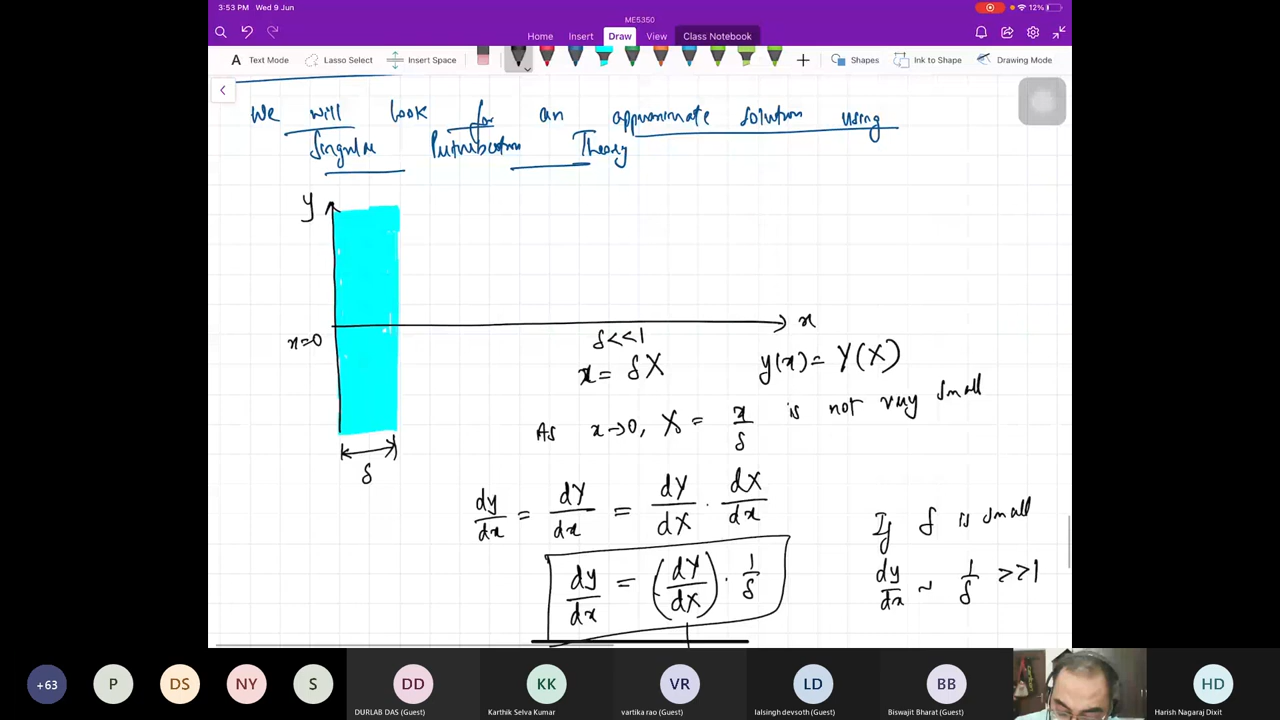 3:53 PM Wed 9 Jun
12%
ME5350
Home Insert Draw View Class Notebook
Text Mode Lasso Select Insert Space Shapes Ink to Shape Drawing Mode
We will look for an approximate solution using
Singular Perturbation Theory
y
x=0
x
δ
δ<<1
x = δX
y(x) = Y(X)
As x→0, X = x/δ is not very small
dy/dx = dY/dx = dY/dX · dX/dx
If δ is small
dy/dx = (dY/dX) · 1/δ
dy/dx ~ 1/δ >>1
+63 P DS NY S DD KK VR LD BB HD
DURLAB DAS (Guest) Karthik Selva Kumar vartika rao (Guest) lalsingh devsoth (Guest) Biswajit Bharat (Guest) Harish Nagaraj Dixit